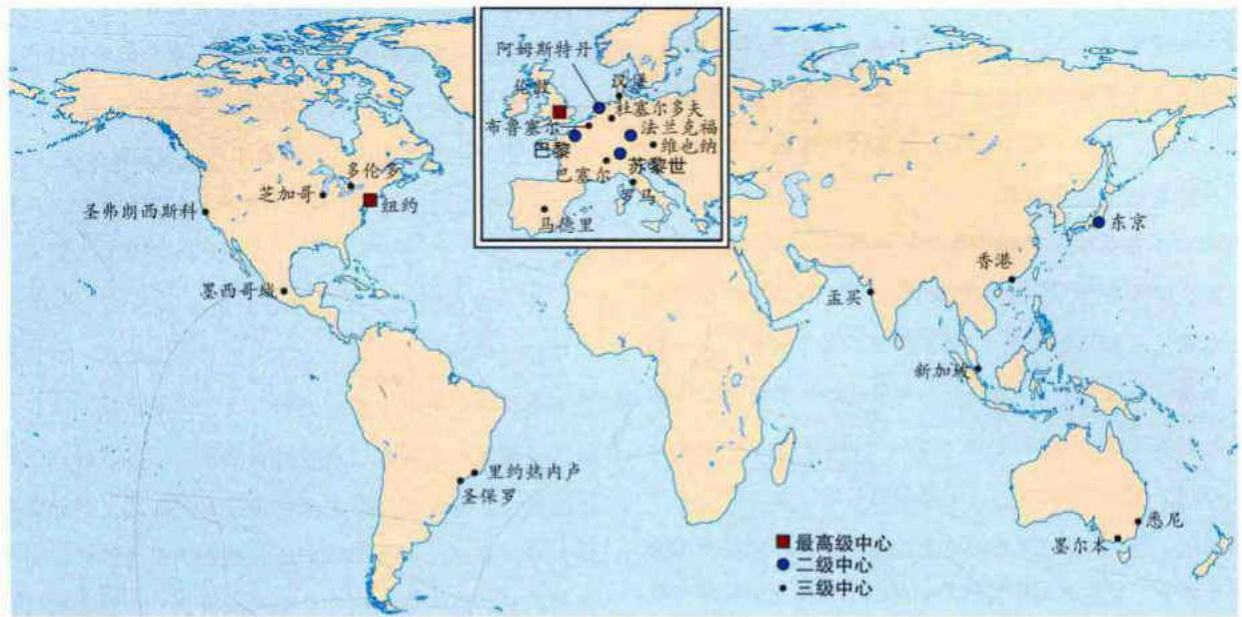 阿姆斯特丹
伦敦
汉堡
杜塞尔多夫
布鲁塞尔
法兰克福
巴黎
维也纳
巴塞尔
苏黎世
罗马
马德里
多伦多
芝加哥
纽约
圣弗朗西斯科
墨西哥城
东京
香港
孟买
新加坡
里约热内卢
圣保罗
悉尼
墨尔本
最高级中心
二级中心
三级中心